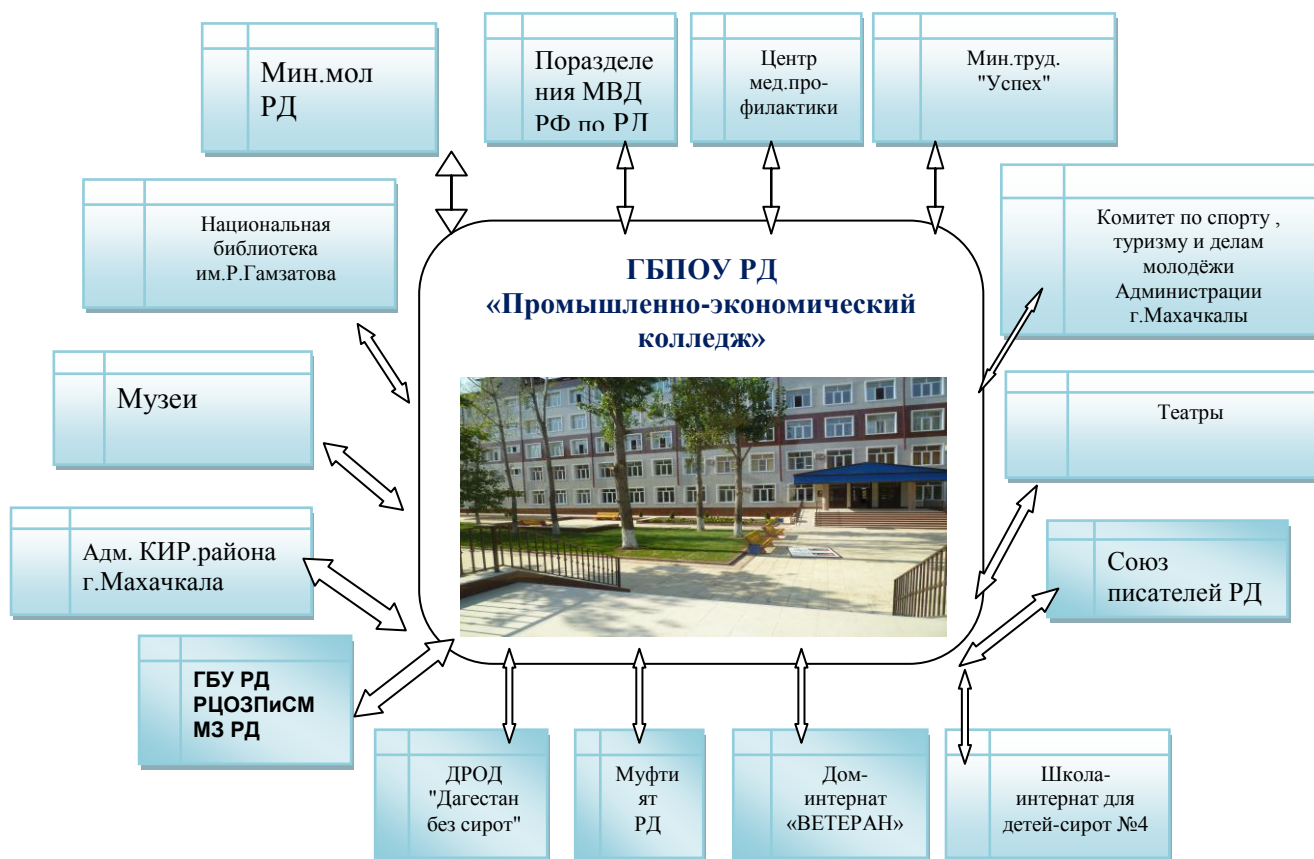 Мин.мол
РД
Поразделе
ния МВД
РФ по РД
Центр
мед.про-
филактики
Мин.труд.
"Успех"
Национальная
библиотека
им.Р.Гамзатова
Комитет по спорту ,
туризму и делам
молодёжи
Администрации
г.Махачкалы
ГБПОУ РД
«Промышленно-экономический
колледж»
Музеи
Театры
Адм. КИР.района
г.Махачкала
Союз
писателей РД
ГБУ РД
РЦОЗПиСМ
МЗ РД
ДРОД
"Дагестан
без сирот"
Муфти
ят
РД
Дом-
интернат
«ВЕТЕРАН»
Школа-
интернат для
детей-сирот №4